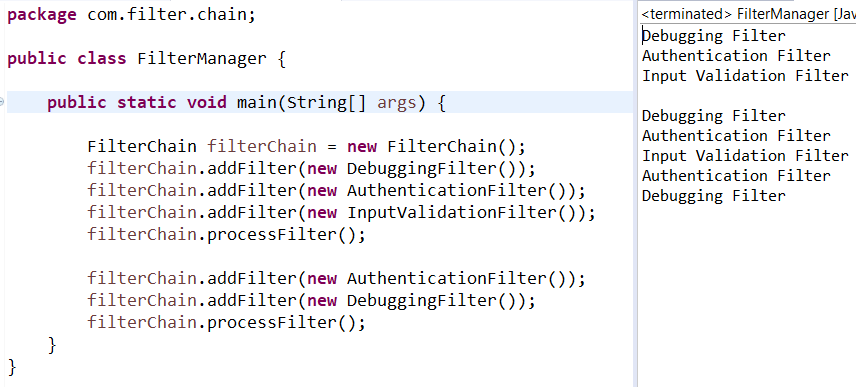 package com.filter.chain;
public class FilterManager {
public static void main(String[] args) {
FilterChain filterChain = new FilterChain();
filterChain.addFilter(new DebuggingFilter());
filterChain.addFilter(new AuthenticationFilter());
filterChain.addFilter(new InputValidationFilter());
filterChain.processFilter();
filterChain.addFilter(new AuthenticationFilter());
filterChain.addFilter(new DebuggingFilter());
filterChain.processFilter();
}
}
<terminated> FilterManager [Jav
Debugging Filter
Authentication Filter
Input Validation Filter
Debugging Filter
Authentication Filter
Input Validation Filter
Authentication Filter
Debugging Filter